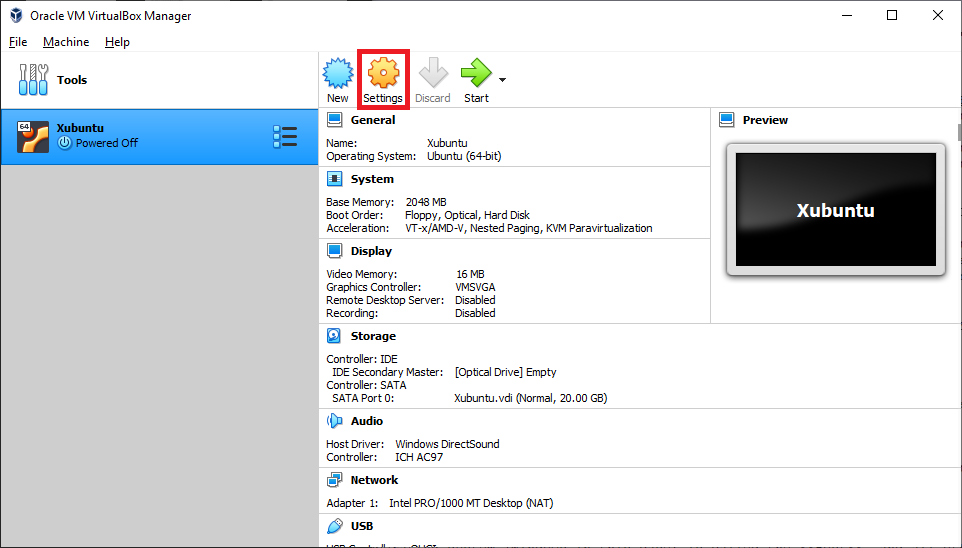 Oracle VM VirtualBox Manager
File Machine Help
Tools
New Settings Discard Start
64
Xubuntu
Powered Off
General
Name: Xubuntu
Operating System: Ubuntu (64-bit)
System
Base Memory: 2048 MB
Boot Order: Floppy, Optical, Hard Disk
Acceleration: VT-x/AMD-V, Nested Paging, KVM Paravirtualization
Display
Video Memory: 16 MB
Graphics Controller: VMSVGA
Remote Desktop Server: Disabled
Recording: Disabled
Preview
Xubuntu
Storage
Controller: IDE
IDE Secondary Master: [Optical Drive] Empty
Controller: SATA
SATA Port 0: Xubuntu.vdi (Normal, 20.00 GB)
Audio
Host Driver: Windows DirectSound
Controller: ICH AC97
Network
Adapter 1: Intel PRO/1000 MT Desktop (NAT)
USB